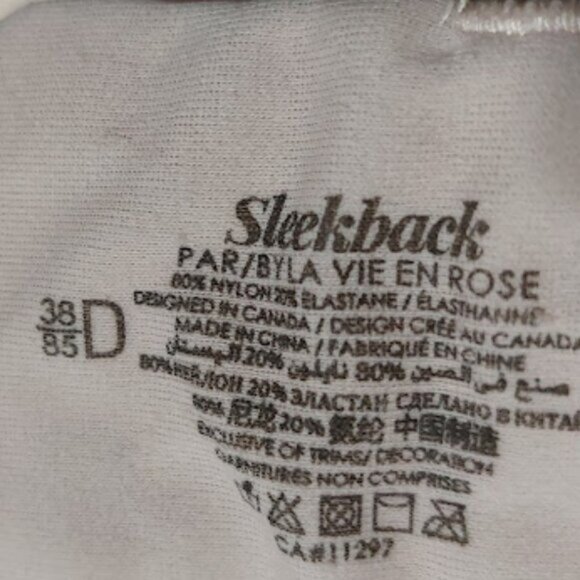 Sleekback
PAR/BY LA VIE EN ROSE
80% NYLON 20% ÉLASTANE / ÉLASTHANNE
DESIGNED IN CANADA / DESIGN CRÉÉ AU CANADA
MADE IN CHINA / FABRIQUÉ EN CHINE
صنع في الصين 80% نايلون 20%
80% НЕЙЛОН 20% ЭЛАСТАН СДЕЛАНО В КИТАЕ
80% 尼龙 20% 氨纶 中国制造
EXCLUSIVE OF TRIMS/ DECORATION
GARNITURES NON COMPRISES
CA#11297
38
85 D